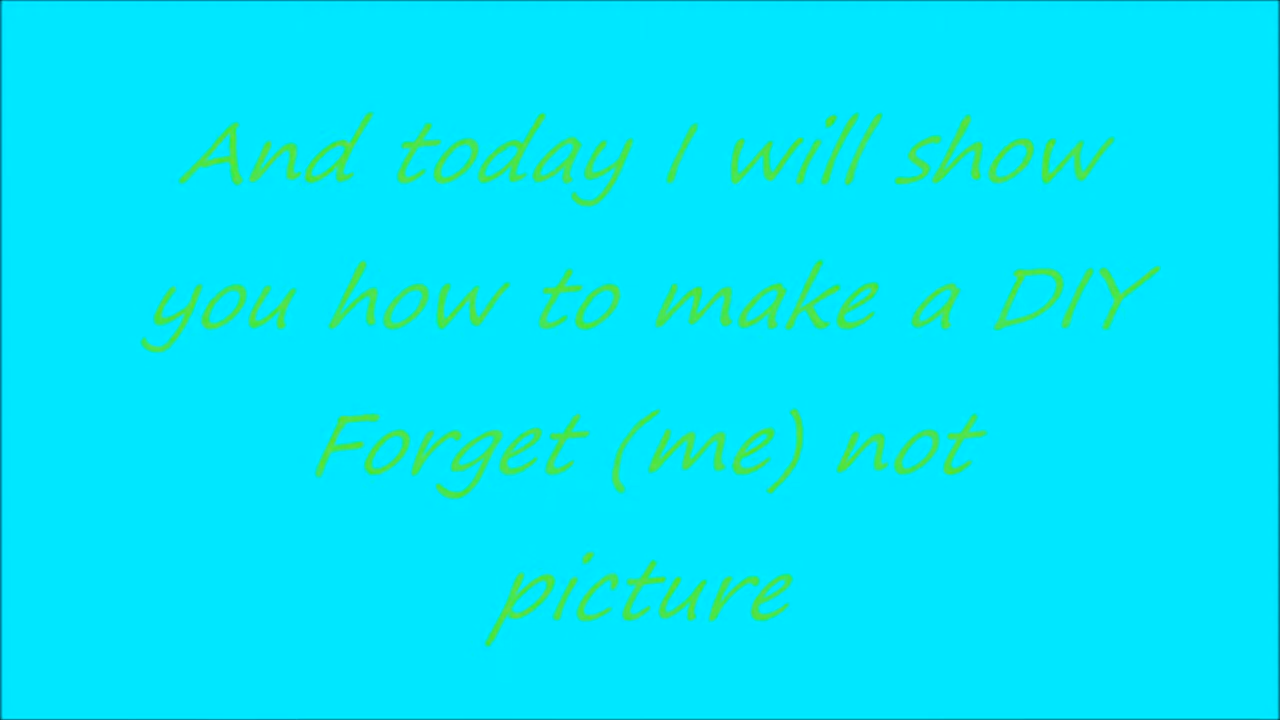 And today I will show
you how to make a DIY
Forget (me) not
picture